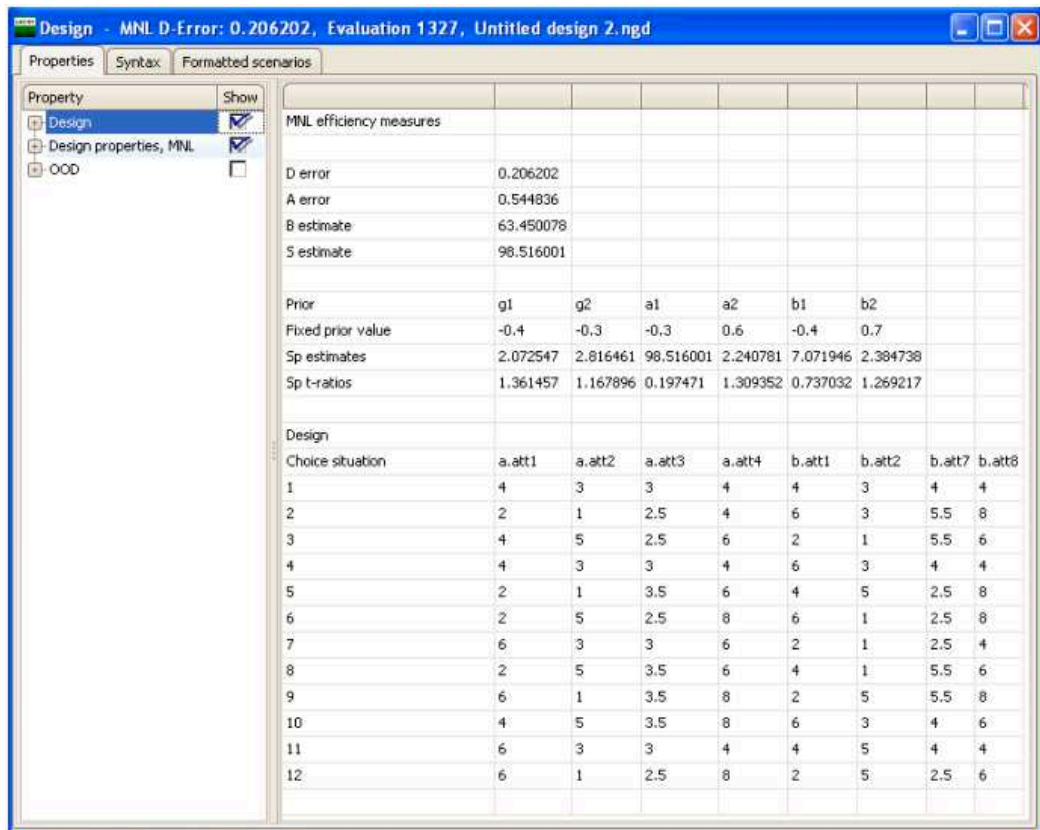 Design - MNL D-Error: 0.206202, Evaluation 1327, Untitled design 2.ngd
Properties Syntax Formatted scenarios
Property Show
Design
Design properties, MNL
OOD
MNL efficiency measures
D error 0.206202
A error 0.544836
B estimate 63.450078
S estimate 98.516001
Prior g1 g2 a1 a2 b1 b2
Fixed prior value -0.4 -0.3 -0.3 0.6 -0.4 0.7
Sp estimates 2.072547 2.816461 98.516001 2.240781 7.071946 2.384738
Sp t-ratios 1.361457 1.167896 0.197471 1.309352 0.737032 1.269217
Design
Choice situation a.att1 a.att2 a.att3 a.att4 b.att1 b.att2 b.att7 b.att8
1 4 3 3 4 4 3 4 4
2 2 1 2.5 4 6 3 5.5 8
3 4 5 2.5 6 2 1 5.5 6
4 4 3 3 4 6 3 4 4
5 2 1 3.5 6 4 5 2.5 8
6 2 5 2.5 8 6 1 2.5 8
7 6 3 3 6 2 1 2.5 4
8 2 5 3.5 6 4 1 5.5 6
9 6 1 3.5 8 2 5 5.5 8
10 4 5 3.5 8 6 3 4 6
11 6 3 3 4 4 5 4 4
12 6 1 2.5 8 2 5 2.5 6